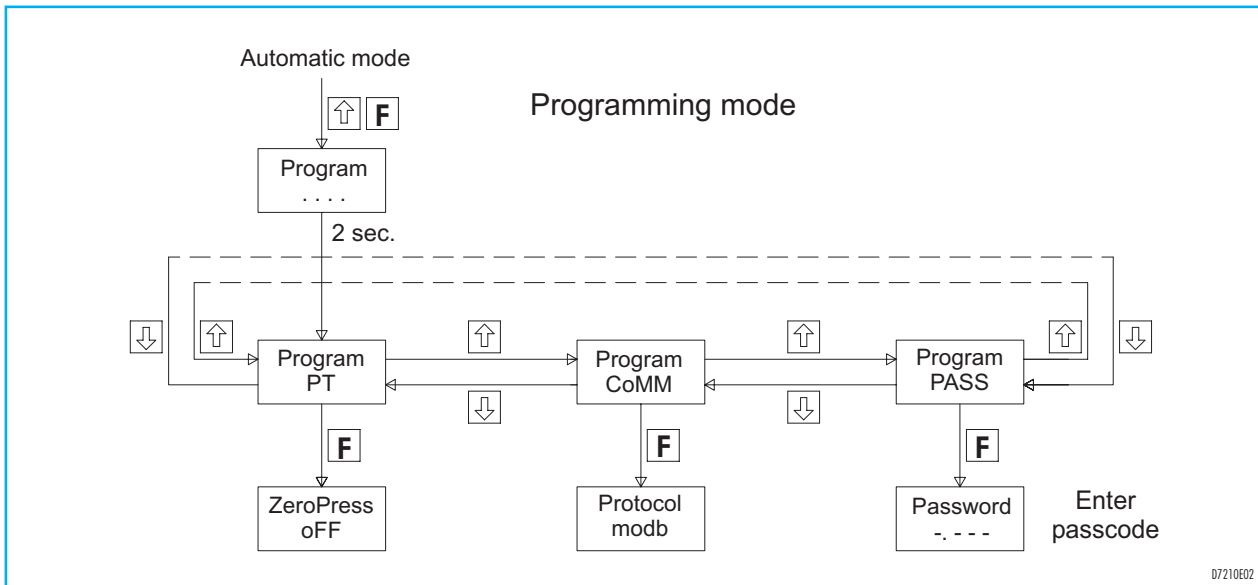 Automatic mode
Programming mode
F
Program
. . . .
2 sec.
Program
PT
Program
CoMM
Program
PASS
F
F
F
ZeroPress
oFF
Protocol
modb
Password
-. - - -
Enter
passcode
D7210E02